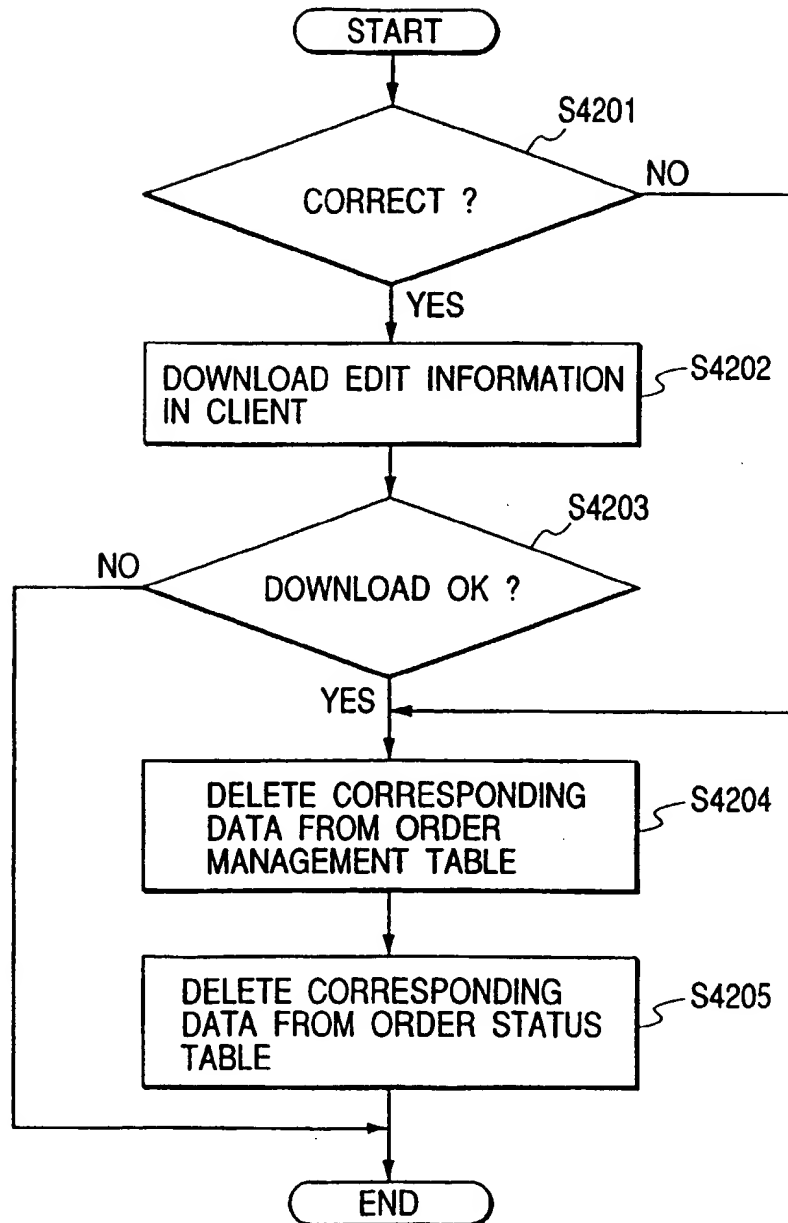 START
S4201
CORRECT ?
NO
YES
DOWNLOAD EDIT INFORMATION
IN CLIENT
S4202
S4203
NO
DOWNLOAD OK ?
YES
DELETE CORRESPONDING
DATA FROM ORDER
MANAGEMENT TABLE
S4204
DELETE CORRESPONDING
DATA FROM ORDER STATUS
TABLE
S4205
END